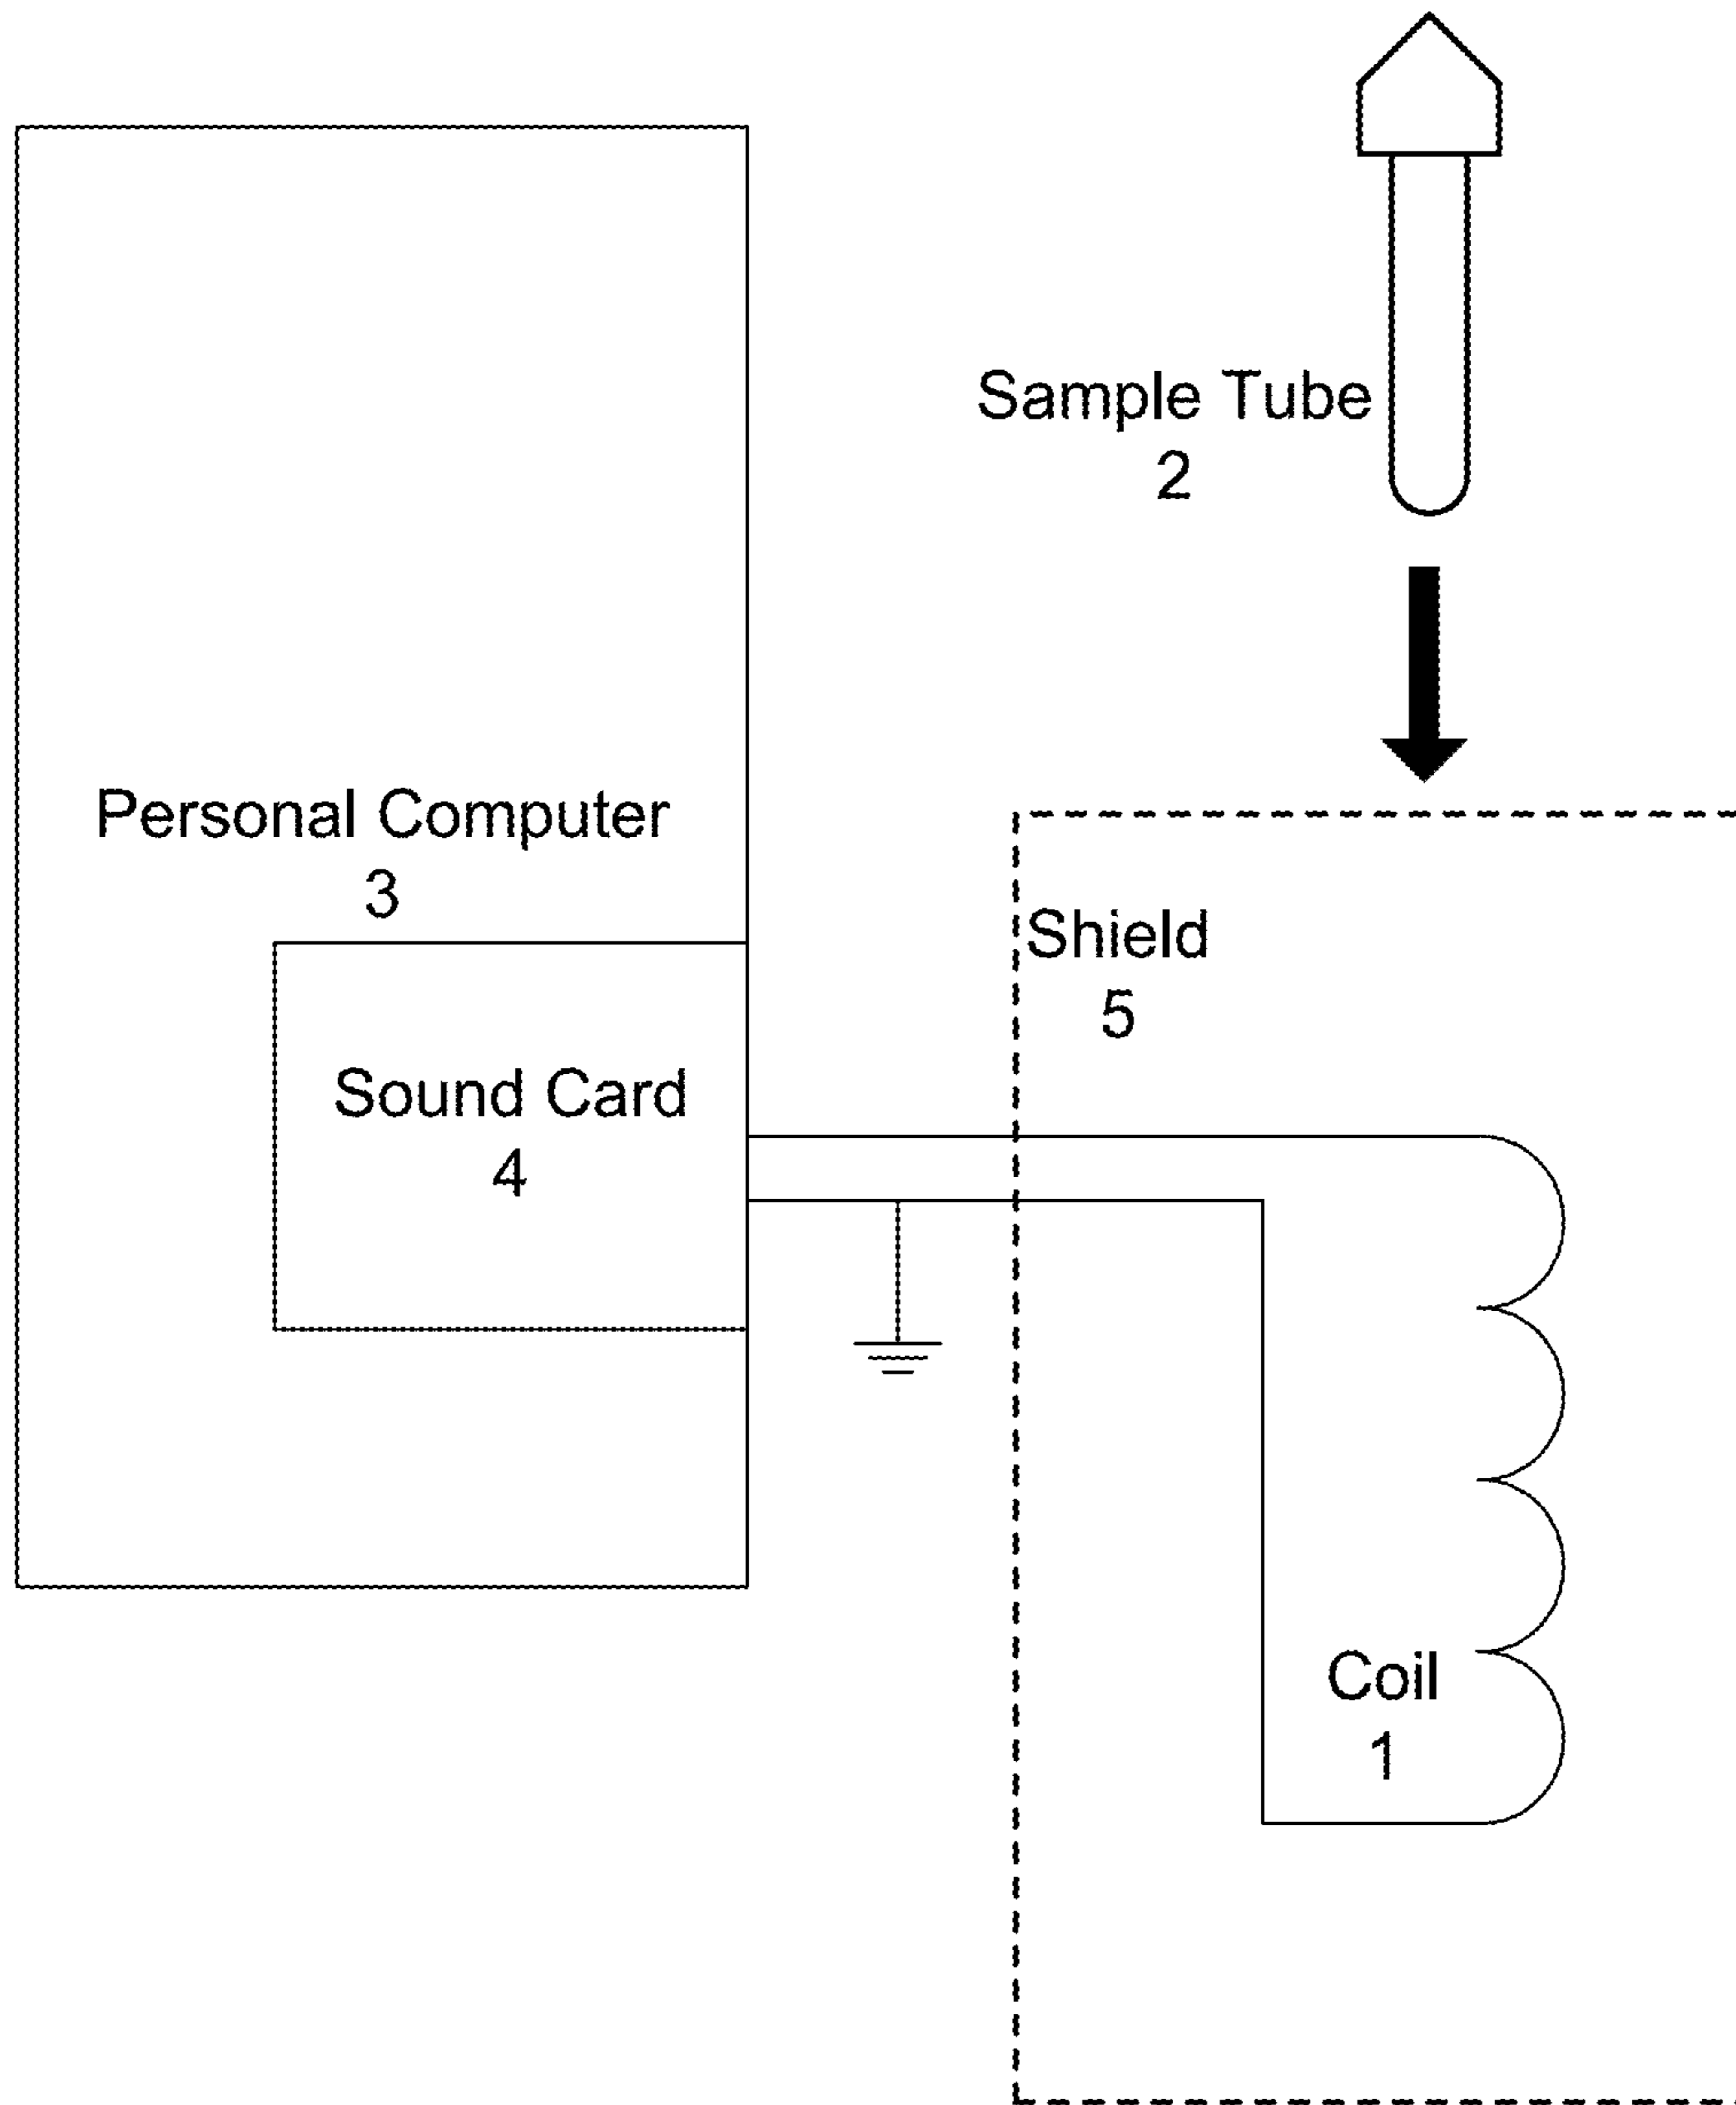 Sample Tube
2
Personal Computer
3
Shield
5
Sound Card
4
Coil
1